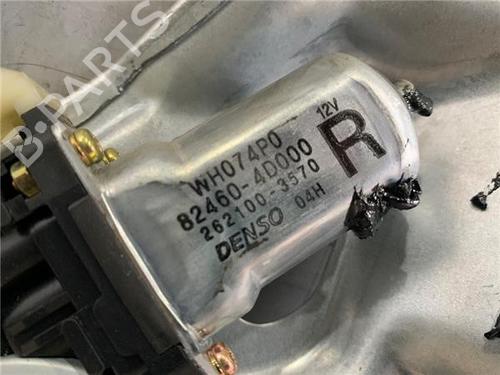 WH074P0
82460-4D000
262100-3570
DENSO 04H
12V
R
B-PARTS